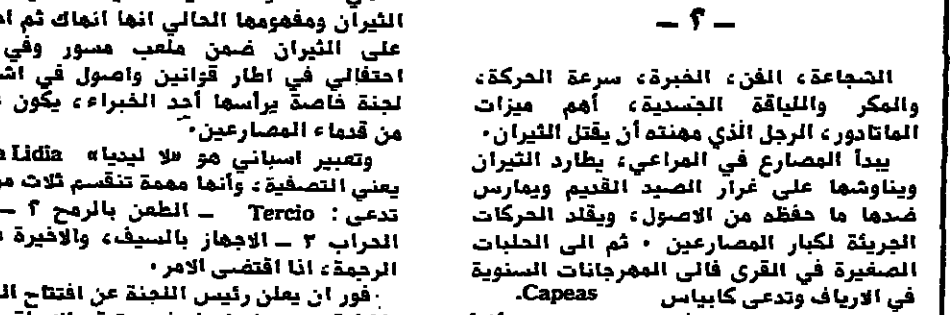 – ٢ –
الشجاعة، الفن، الخبرة، سرعة الحركة،
والمكر واللياقة الجسدية، أهم ميزات
الماتادور، الرجل الذي مهنته أن يقتل الثيران.
يبدأ المصارع في المراعي، يطارد الثيران
ويناوشها على غرار الصيد القديم ويمارس
ضدها ما حفظه من الاصول، ويقلد الحركات
الجريئة لكبار المصارعين . ثم الى الحلبات
الصغيرة في القرى فالى المهرجانات السنوية
في الارياف وتدعى كابياس Capeas.
الثيران ومفهومها الحالي انها انهاك ثم
على الثيران ضمن ملعب مسور وفي
احتفالي في اطار قوانين واصول في
لجنة خاصة يرأسها أحد الخبراء، يكون
من قدماء المصارعين.
وتعبير اسباني هو «لا ليديا» Lidia
يعني التصفية، وأنها مهمة تنقسم ثلاث
تدعى: Tercio – الطعن بالرمح ٢ –
الحراب ٣ – الاجهاز بالسيف، والاخيرة
الرحمة، اذا اقتضى الامر.
فور ان يعلن رئيس اللجنة عن افتتاح